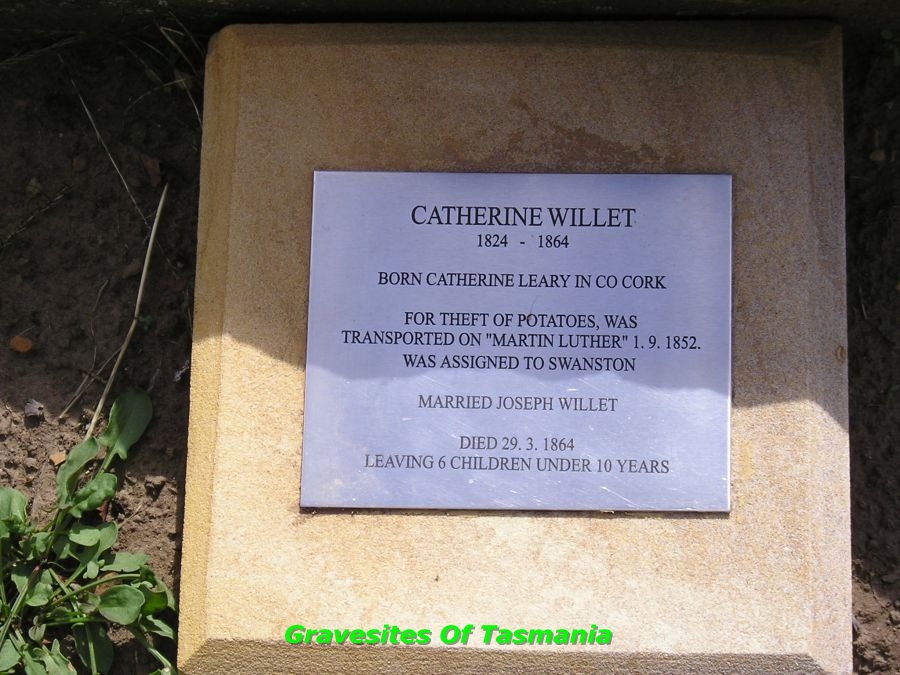 CATHERINE WILLET
1824 - 1864
BORN CATHERINE LEARY IN CO CORK
FOR THEFT OF POTATOES, WAS
TRANSPORTED ON "MARTIN LUTHER" 1. 9. 1852.
WAS ASSIGNED TO SWANSTON
MARRIED JOSEPH WILLET
DIED 29. 3. 1864
LEAVING 6 CHILDREN UNDER 10 YEARS
Gravesites Of Tasmania